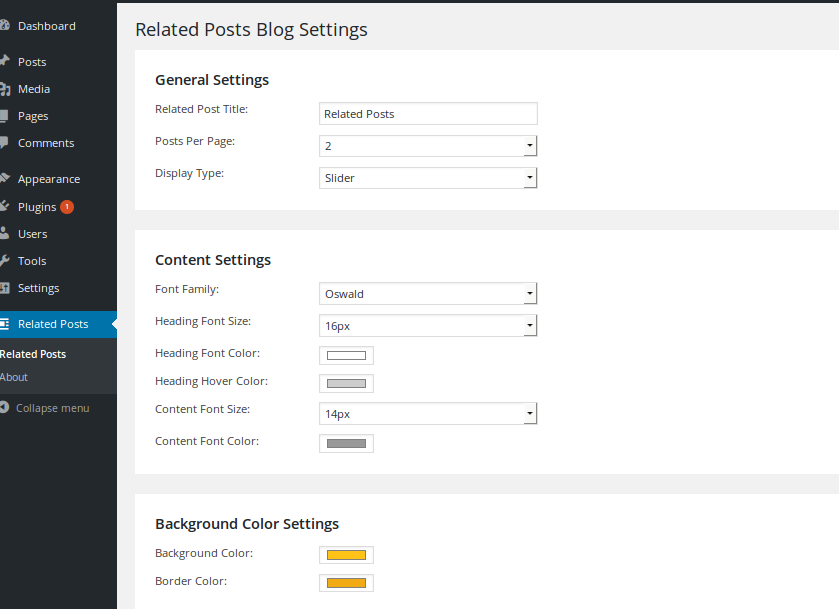 Dashboard
Posts
Media
Pages
Comments
Appearance
Plugins 1
Users
Tools
Settings
Related Posts
Related Posts
About
Collapse menu
Related Posts Blog Settings
General Settings
Related Post Title: Related Posts
Posts Per Page: 2
Display Type: Slider
Content Settings
Font Family: Oswald
Heading Font Size: 16px
Heading Font Color:
Heading Hover Color:
Content Font Size: 14px
Content Font Color:
Background Color Settings
Background Color:
Border Color: